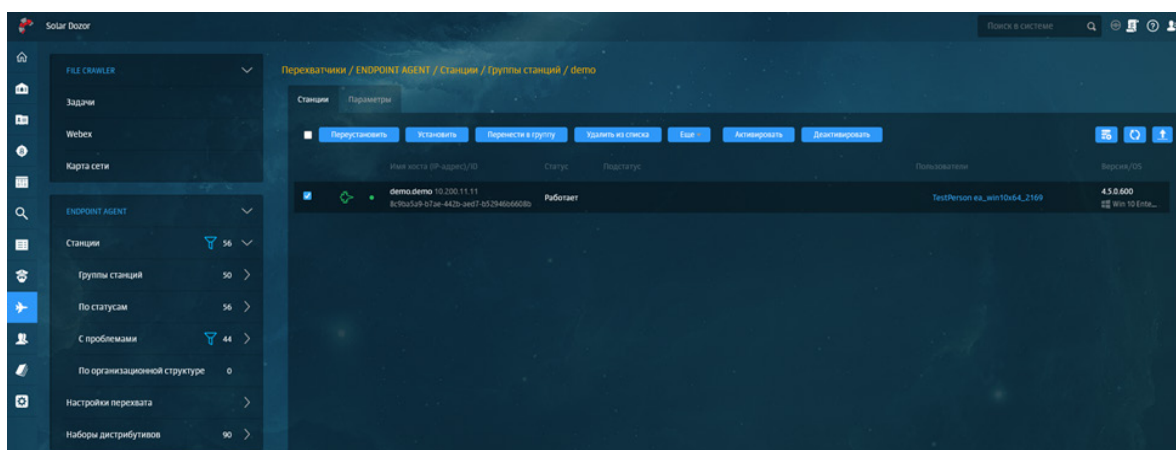 Solar Dozor
Поиск в системе
FILE CRAWLER
Задачи
Webex
Карта сети
ENDPOINT AGENT
Станции 56
Группы станций 50
По статусам 56
С проблемами 44
По организационной структуре 0
Настройки перехвата
Наборы дистрибутивов 90
Перехватчики / ENDPOINT AGENT / Станции / Группы станций / demo
Станции Параметры
Переустановить Установить Перенести в группу Удалить из списка Еще Активировать Деактивировать
Имя хоста (IP-адрес)/ID Статус Подстатус Пользователи Версия/OS
demo.demo 10.200.11.11 Работает TestPerson ea_win10x64_2169 4.5.0.600
8c9ba5a9-b7ae-442b-aed7-b52946b6608b Win 10 Ente...